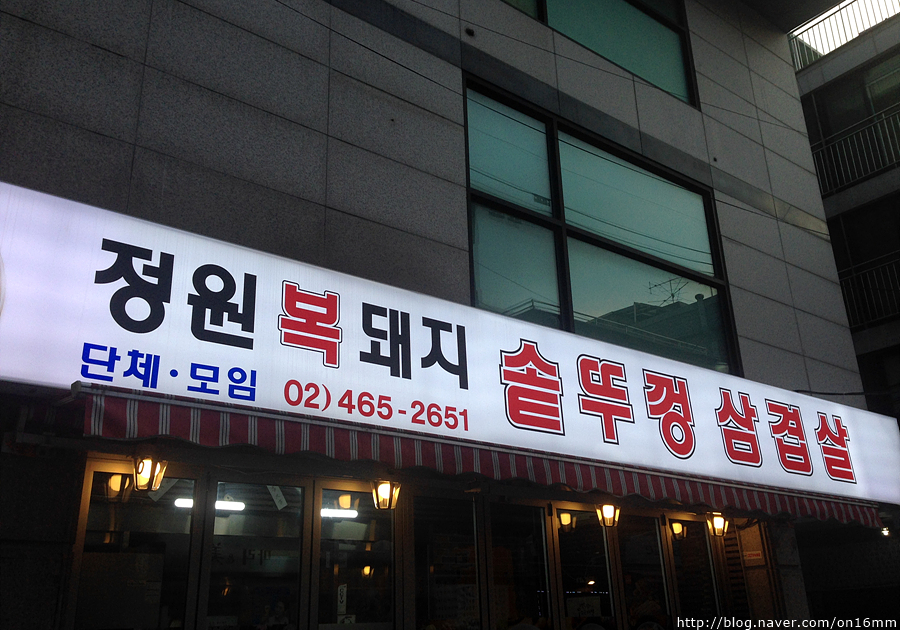 정원복돼지 솥뚜껑 삼겹살
단체·모임 02) 465-2651
http://blog.naver.com/on16mm